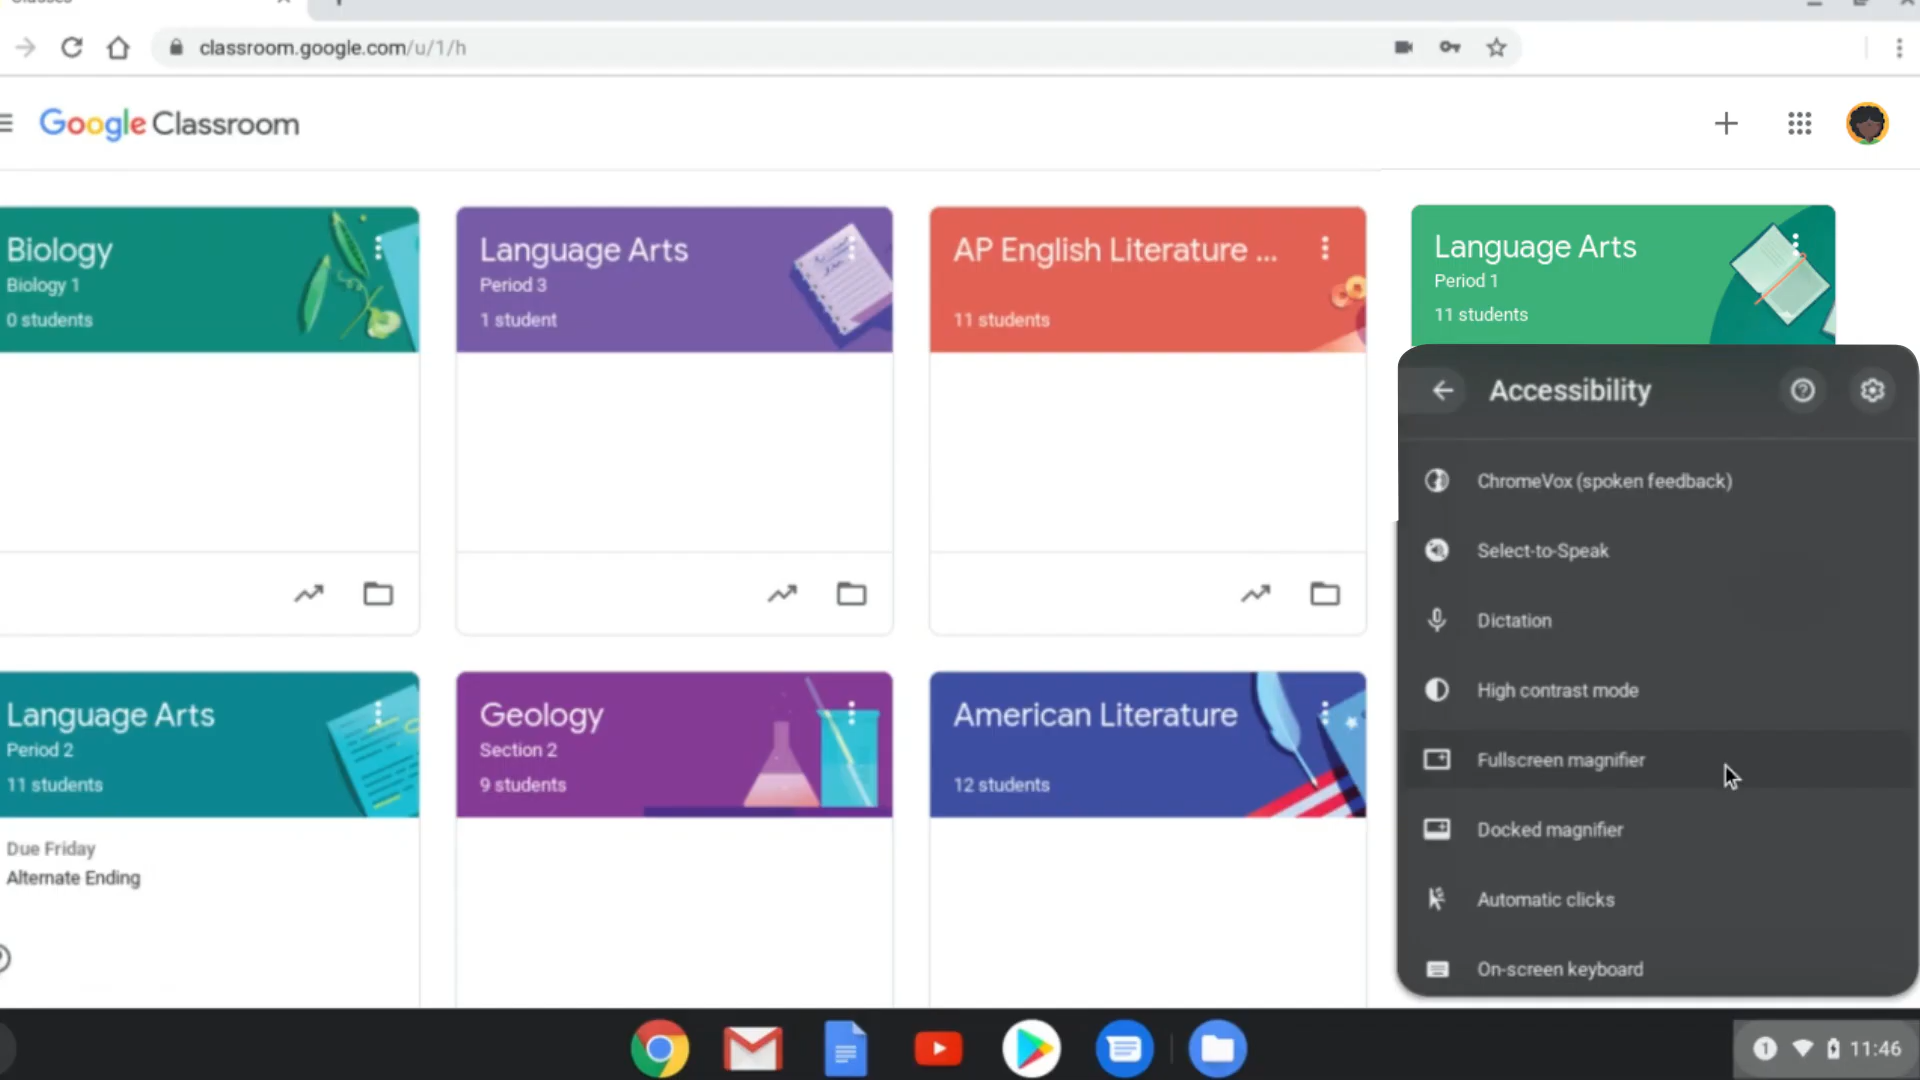 classroom.google.com/u/1/h
Google Classroom
Biology
Biology 1
0 students
Language Arts
Period 3
1 student
AP English Literature ...
11 students
Language Arts
Period 1
11 students
Accessibility
ChromeVox (spoken feedback)
Select-to-Speak
Dictation
High contrast mode
Fullscreen magnifier
Docked magnifier
Automatic clicks
On-screen keyboard
Language Arts
Period 2
11 students
Due Friday
Alternate Ending
Geology
Section 2
9 students
American Literature
12 students
1
11:46